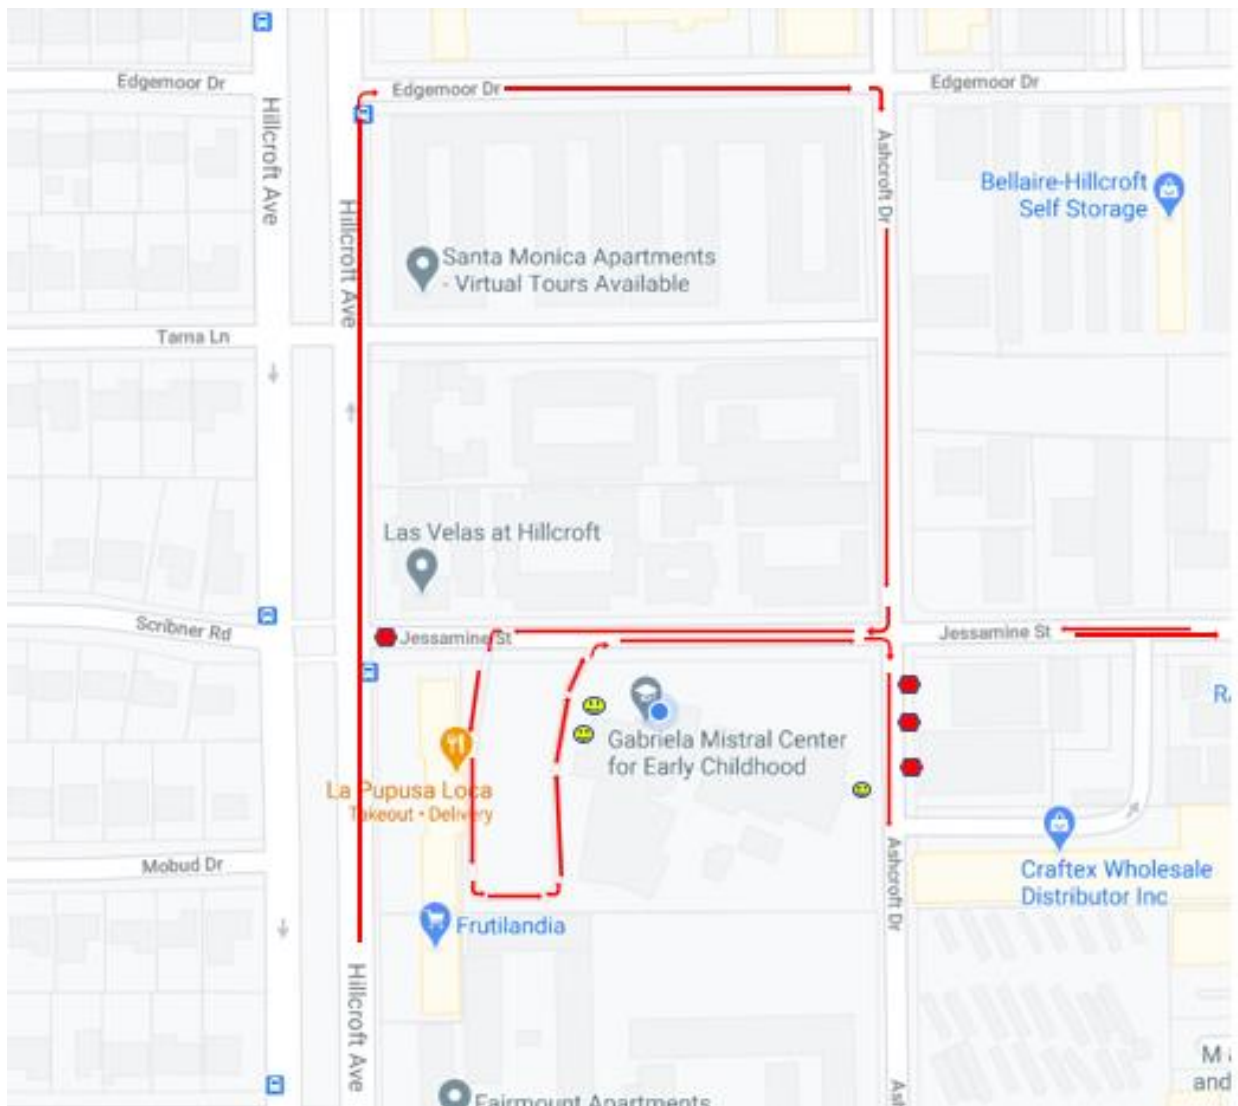 Edgemoor Dr
Edgemoor Dr
Edgemoor Dr
Hillcroft Ave
Ashcroft Dr
Bellaire-Hillcroft
Self Storage
Hillcroft Ave
Santa Monica Apartments
- Virtual Tours Available
Tarna Ln
Las Velas at Hillcroft
Scribner Rd
Jessamine St
Jessamine St
Gabriela Mistral Center
for Early Childhood
La Pupusa Loca
Takeout • Delivery
Mobud Dr
Ashcroft Dr
Craftex Wholesale
Distributor Inc
Frutilandia
Hillcroft Ave
and
Fairmount Apartments